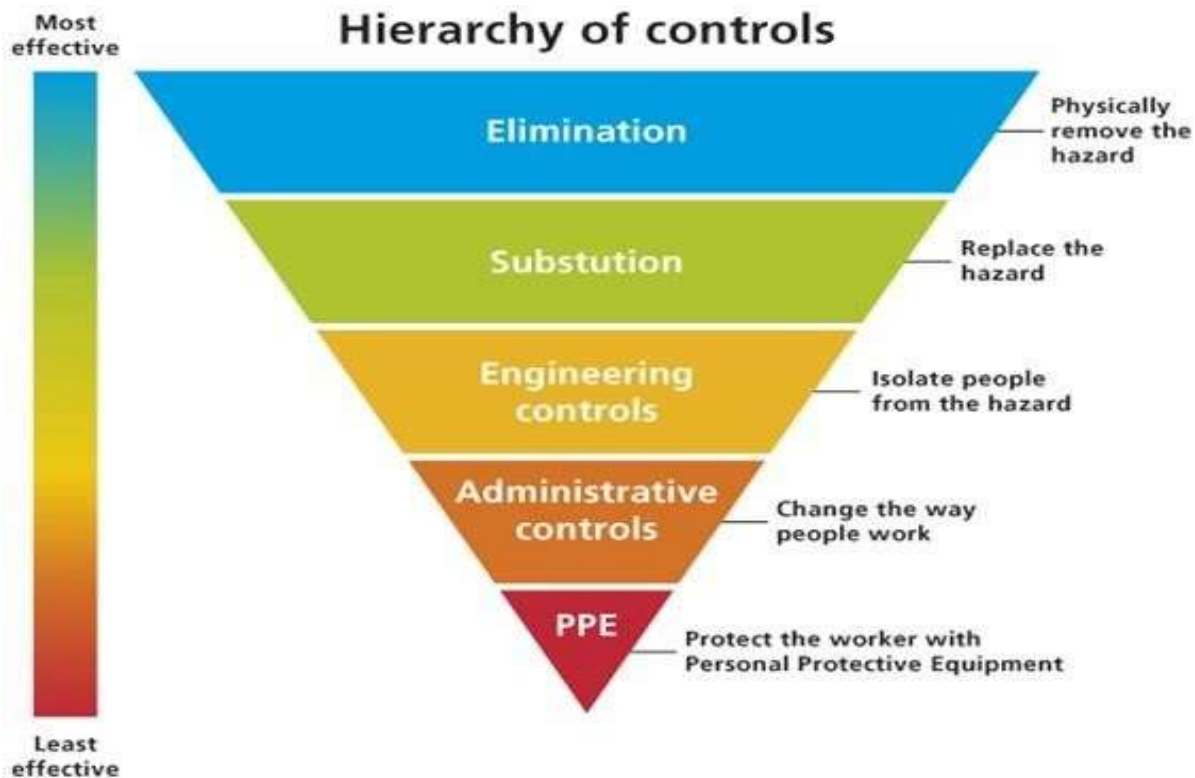 Hierarchy of controls
Most
effective
Elimination
Physically
remove the
hazard
Substution
Replace the
hazard
Engineering
controls
Isolate people
from the hazard
Administrative
controls
Change the way
people work
PPE
Protect the worker with
Personal Protective Equipment
Least
effective